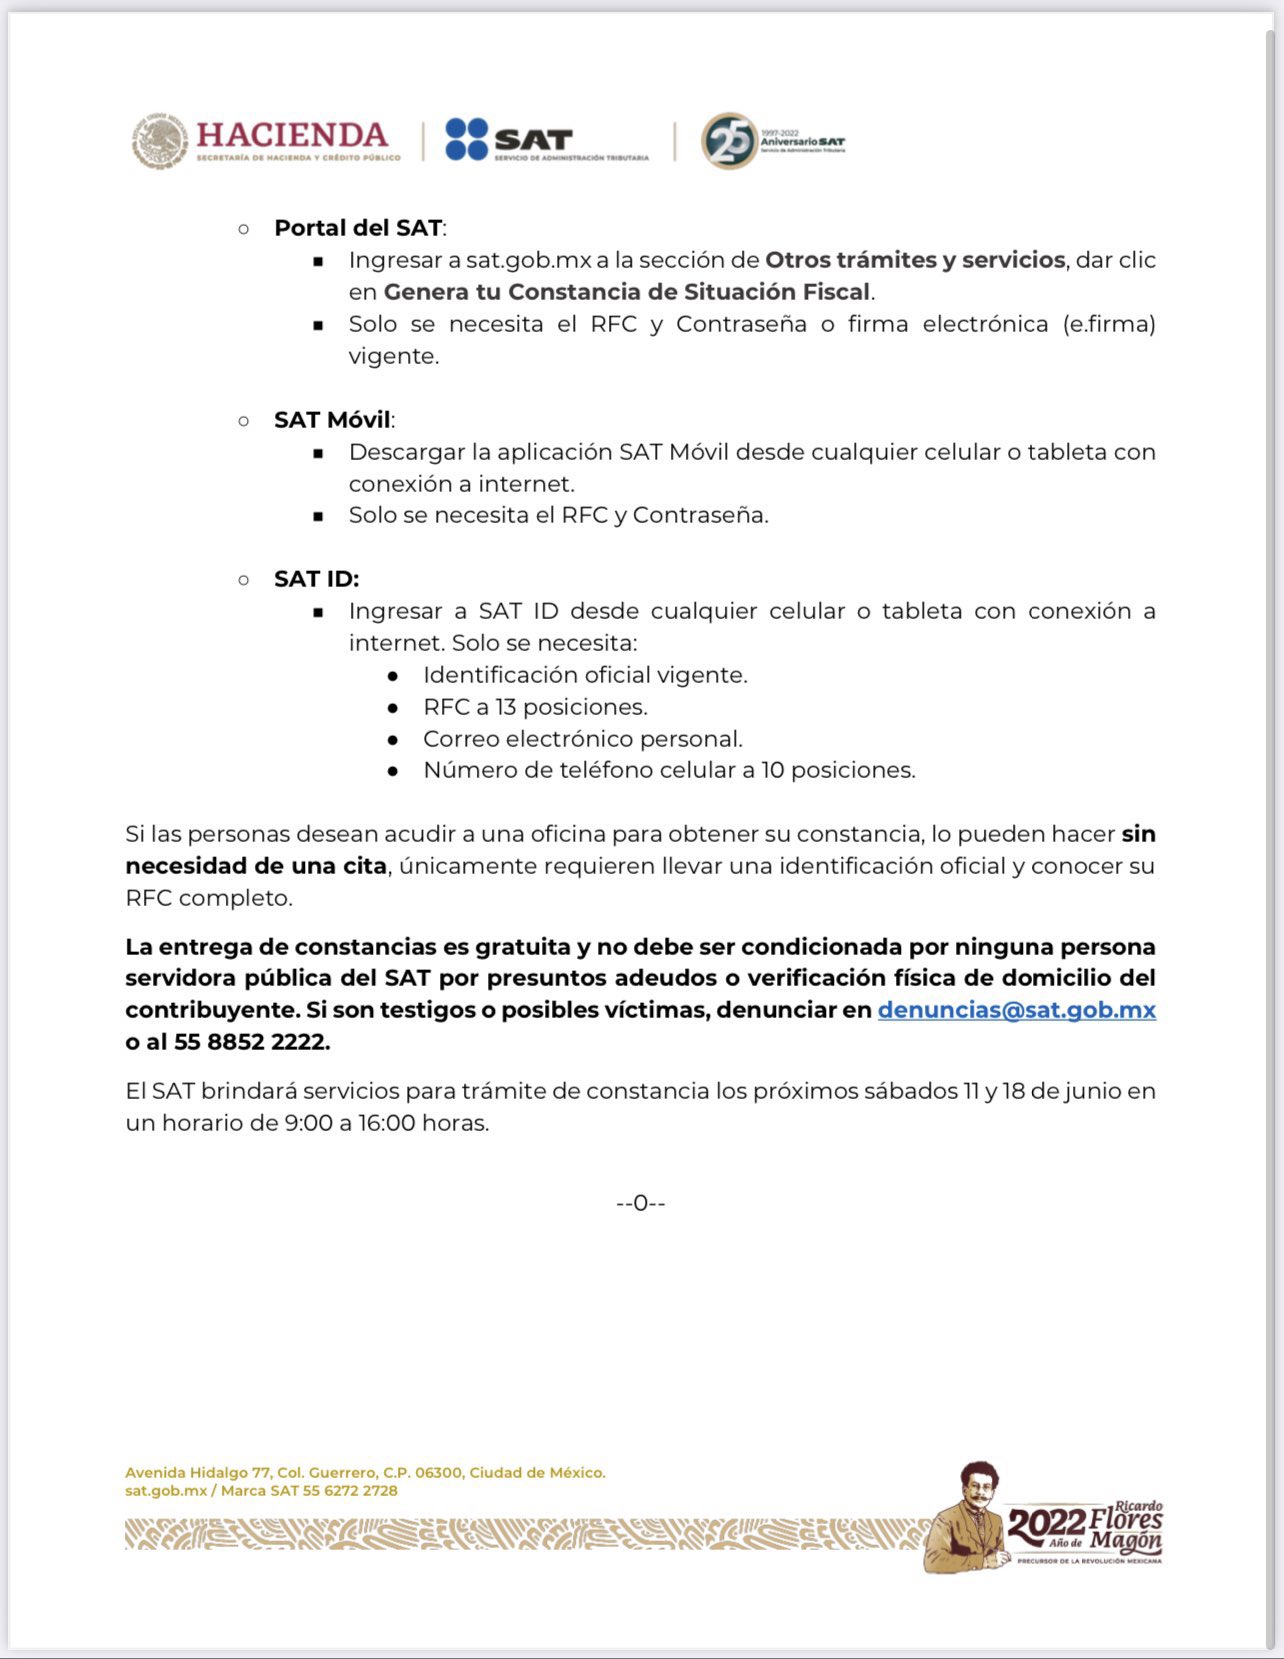 HACIENDA
SECRETARÍA DE HACIENDA Y CRÉDITO PÚBLICO
SAT
SERVICIO DE ADMINISTRACIÓN TRIBUTARIA
25
1997-2022
Aniversario SAT
Servicio de Administración Tributaria
○ Portal del SAT:
■ Ingresar a sat.gob.mx a la sección de Otros trámites y servicios, dar clic
en Genera tu Constancia de Situación Fiscal.
■ Solo se necesita el RFC y Contraseña o firma electrónica (e.firma)
vigente.
○ SAT Móvil:
■ Descargar la aplicación SAT Móvil desde cualquier celular o tableta con
conexión a internet.
■ Solo se necesita el RFC y Contraseña.
○ SAT ID:
■ Ingresar a SAT ID desde cualquier celular o tableta con conexión a
internet. Solo se necesita:
● Identificación oficial vigente.
● RFC a 13 posiciones.
● Correo electrónico personal.
● Número de teléfono celular a 10 posiciones.
Si las personas desean acudir a una oficina para obtener su constancia, lo pueden hacer sin
necesidad de una cita, únicamente requieren llevar una identificación oficial y conocer su
RFC completo.
La entrega de constancias es gratuita y no debe ser condicionada por ninguna persona
servidora pública del SAT por presuntos adeudos o verificación física de domicilio del
contribuyente. Si son testigos o posibles víctimas, denunciar en denuncias@sat.gob.mx
o al 55 8852 2222.
El SAT brindará servicios para trámite de constancia los próximos sábados 11 y 18 de junio en
un horario de 9:00 a 16:00 horas.
--0--
Avenida Hidalgo 77, Col. Guerrero, C.P. 06300, Ciudad de México.
sat.gob.mx / Marca SAT 55 6272 2728
2022 Ricardo
Flores
Año de Magón
PRECURSOR DE LA REVOLUCIÓN MEXICANA